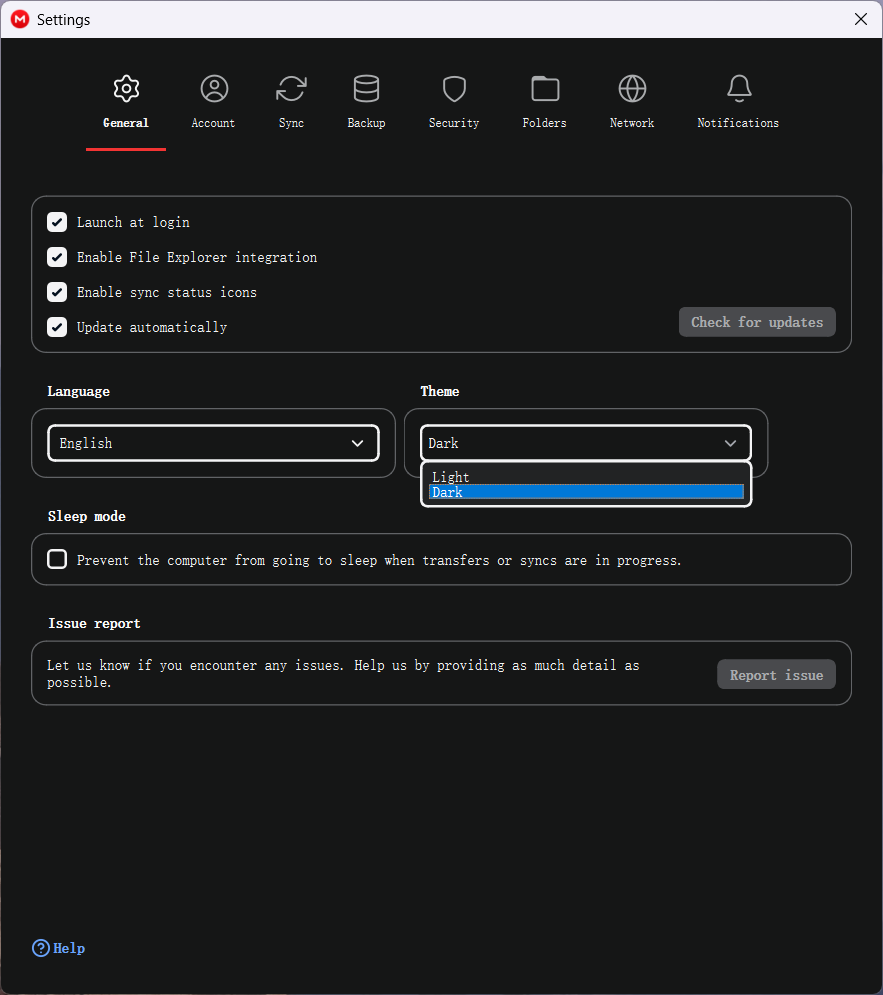 Settings
General
Account
Sync
Backup
Security
Folders
Network
Notifications
Launch at login
Enable File Explorer integration
Enable sync status icons
Update automatically
Check for updates
Language
Theme
English
Dark
Light
Dark
Sleep mode
Prevent the computer from going to sleep when transfers or syncs are in progress.
Issue report
Let us know if you encounter any issues. Help us by providing as much detail as
possible.
Report issue
Help